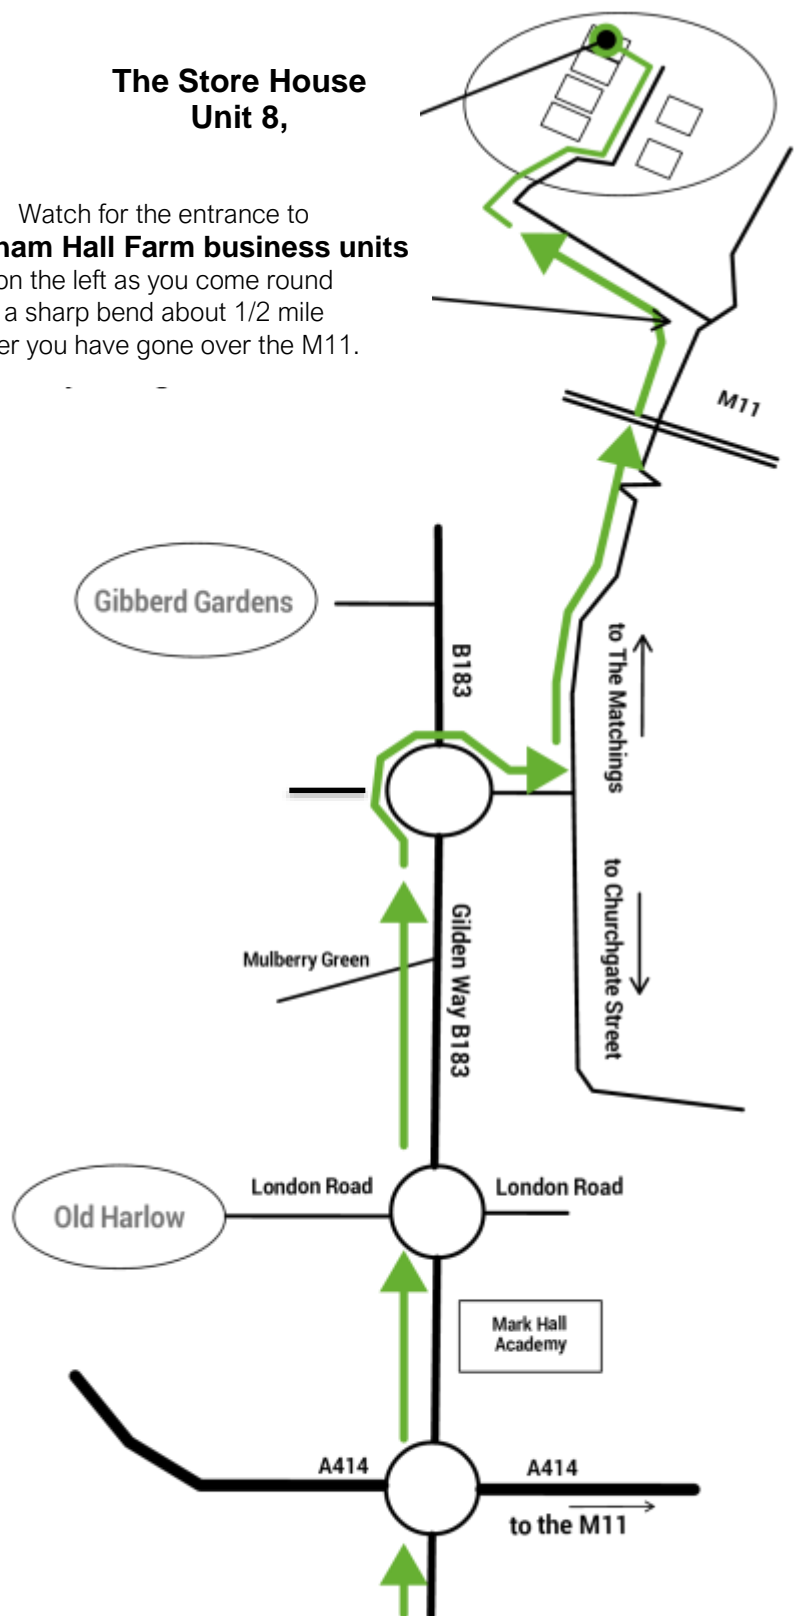 The Store House
Unit 8,
Watch for the entrance to
Hall Farm business units
on the left as you come round
a sharp bend about 1/2 mile
you have gone over the M11.
M11
Gibberd Gardens
B183
to The Matchings
to Churchgate Street
Mulberry Green
Gilden Way B183
London Road
London Road
Old Harlow
Mark Hall
Academy
A414
A414
to the M11